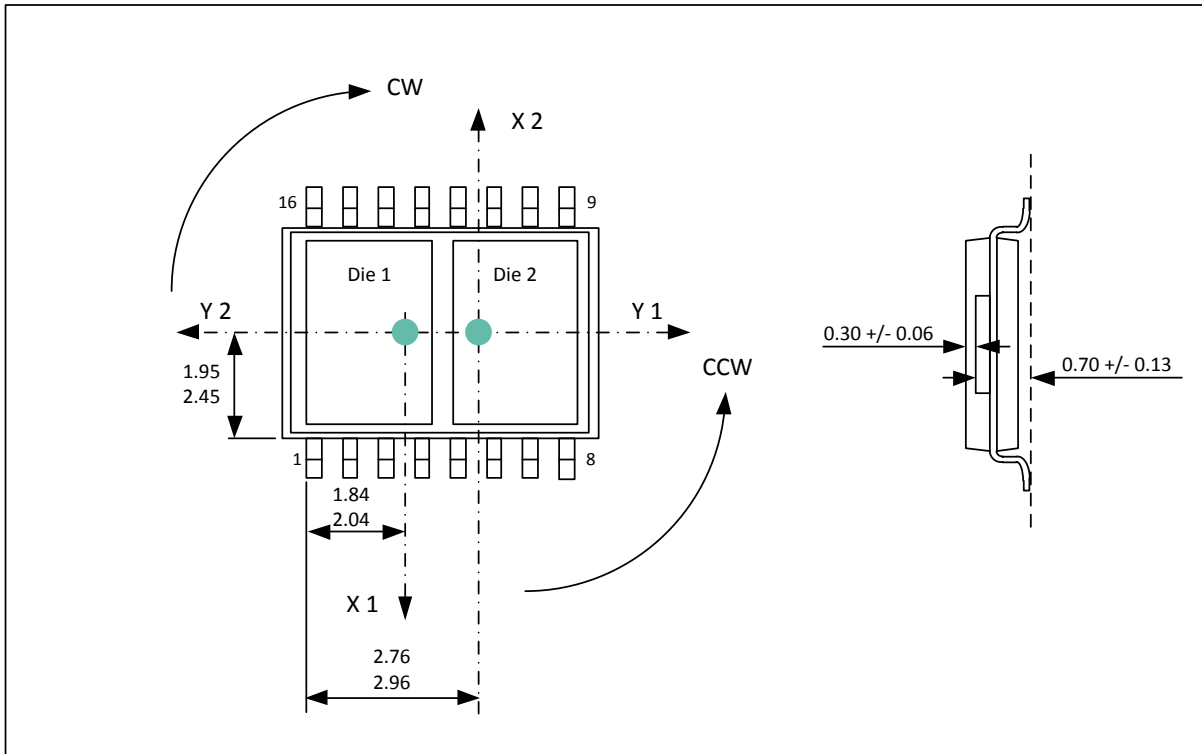 CW
X 2
16
9
Die 1
Die 2
Y 2
Y 1
0.30 +/- 0.06
0.70 +/- 0.13
1.95
2.45
CCW
1
8
1.84
2.04
X 1
2.76
2.96